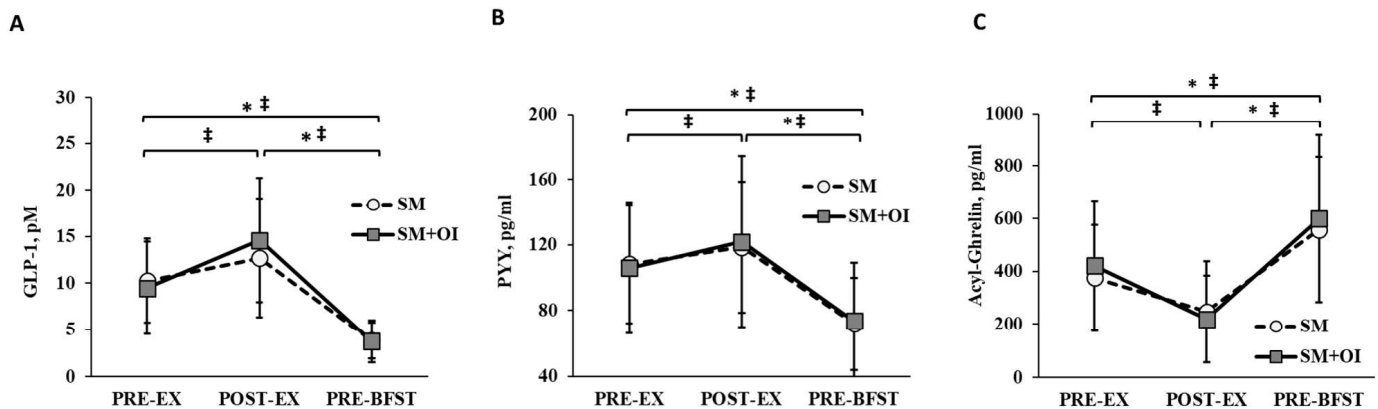 A
GLP-1, pM
30
25
20
15
10
5
0
* ‡
‡
* ‡
SM
SM+OI
PRE-EX
POST-EX
PRE-BFST
B
PYY, pg/ml
200
160
120
80
40
* ‡
‡
* ‡
SM
SM+OI
PRE-EX
POST-EX
PRE-BFST
C
Acyl-Ghrelin, pg/ml
1000
800
600
400
200
0
* ‡
‡
* ‡
SM
SM+OI
PRE-EX
POST-EX
PRE-BFST